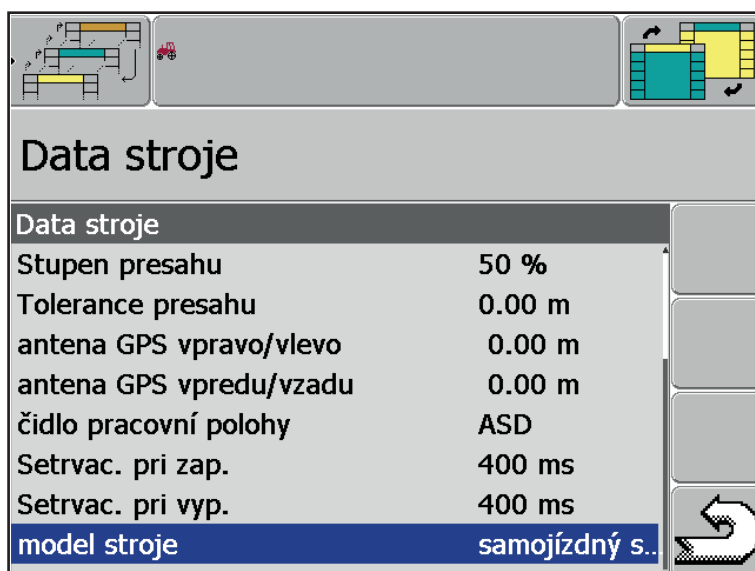 Data stroje
Data stroje
Stupen presahu 50 %
Tolerance presahu 0.00 m
antena GPS vpravo/vlevo 0.00 m
antena GPS vpredu/vzadu 0.00 m
čidlo pracovní polohy ASD
Setrvac. pri zap. 400 ms
Setrvac. pri vyp. 400 ms
model stroje samojízdný s...